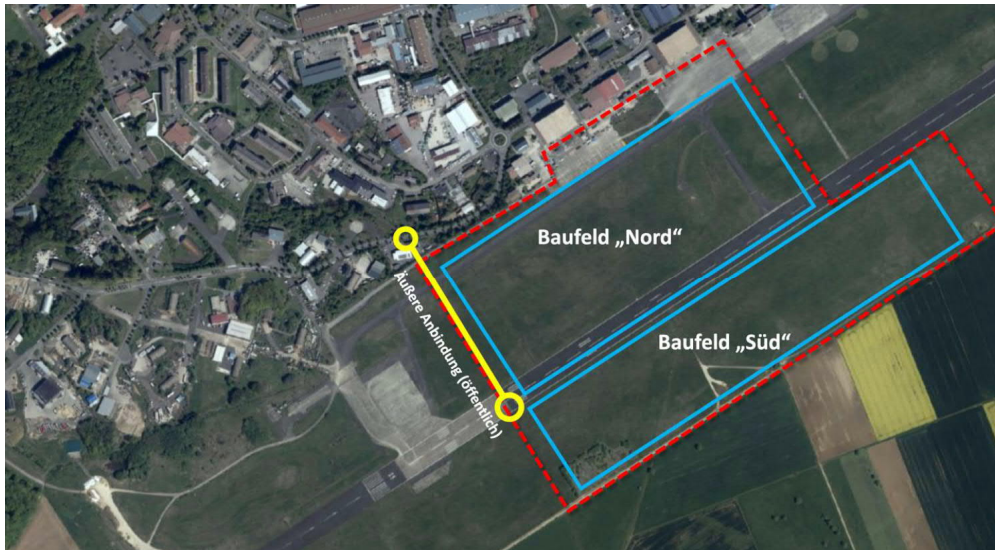 Baufeld „Nord“
Äußere Anbindung (öffentlich)
Baufeld „Süd“